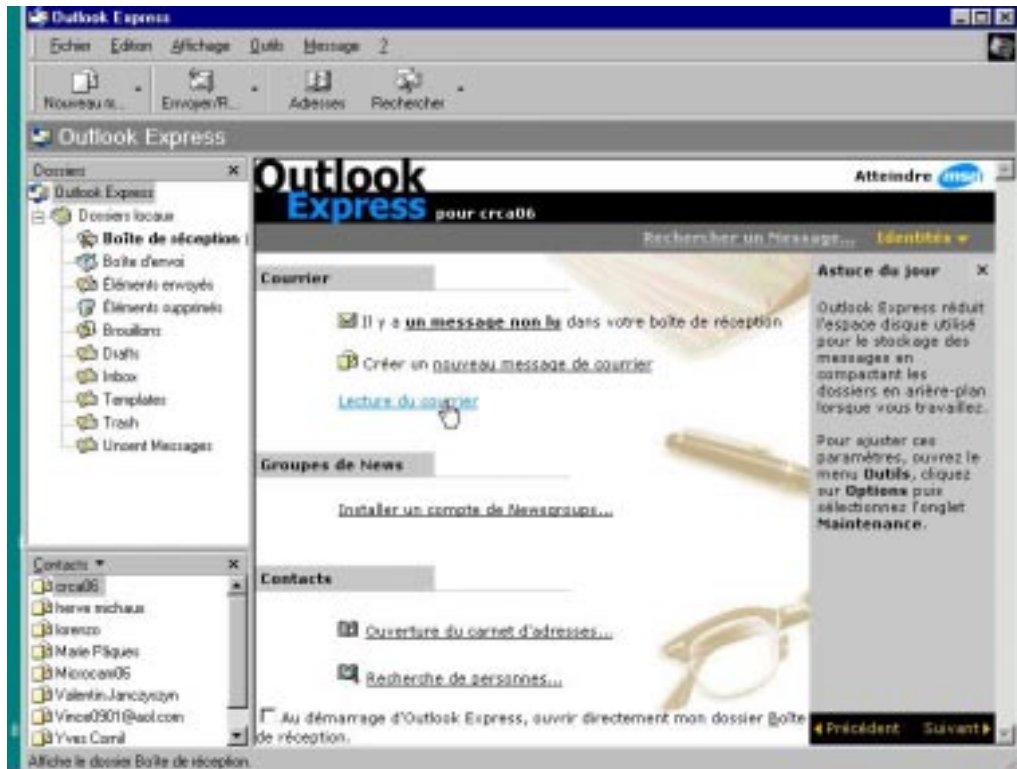 Outlook Express
Fichier Edition Affichage Outils Message ?
Nouveau m... Envoyer/R... Adresses Rechercher
Outlook Express
Dossiers
Outlook Express
Dossiers locaux
Boîte de réception
Boîte d'envoi
Éléments envoyés
Éléments supprimés
Brouillons
Drafts
Inbox
Templates
Trash
Unsent Messages
Contacts
crca06
herve michaux
lorenzo
Marie Pâques
Microcam06
Valentin Janczyszyn
Vince0901@aol.com
Yves Cornil
Outlook
Express pour crca06
Atteindre msn
Rechercher un Message... Identités
Courrier
Il y a un message non lu dans votre boîte de réception
Créer un nouveau message de courrier
Lecture du courrier
Groupes de News
Installer un compte de Newsgroups...
Contacts
Ouverture du carnet d'adresses...
Recherche de personnes...
Au démarrage d'Outlook Express, ouvrir directement mon dossier Boîte
de réception.
Astuce du jour
Outlook Express réduit
l'espace disque utilisé
pour le stockage des
messages en
compactant les
dossiers en arière-plan
lorsque vous travaillez.
Pour ajuster ces
paramètres, ouvrez le
menu Outils, cliquez
sur Options puis
sélectionnez l'onglet
Maintenance.
Précédent Suivant
Affiche le dossier Boîte de réception.